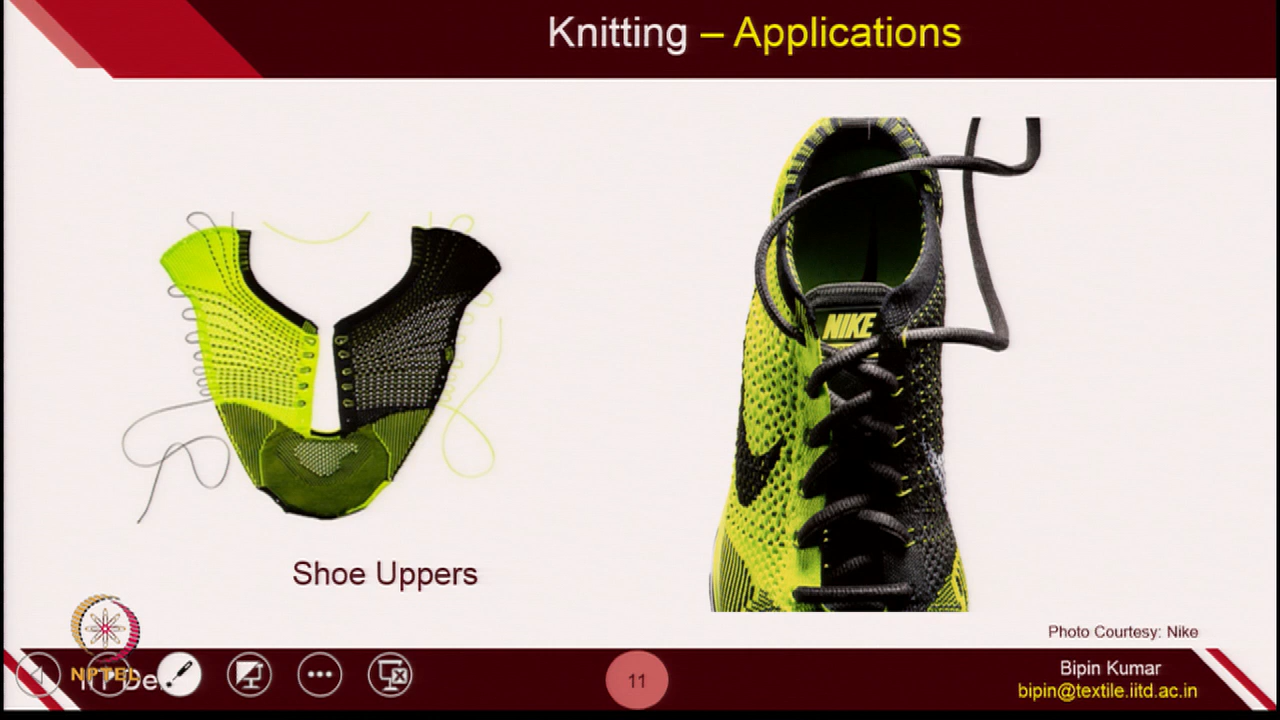 Knitting – Applications
NIKE
Shoe Uppers
Photo Courtesy: Nike
NPTEL
11
Bipin Kumar
bipin@textile.iitd.ac.in